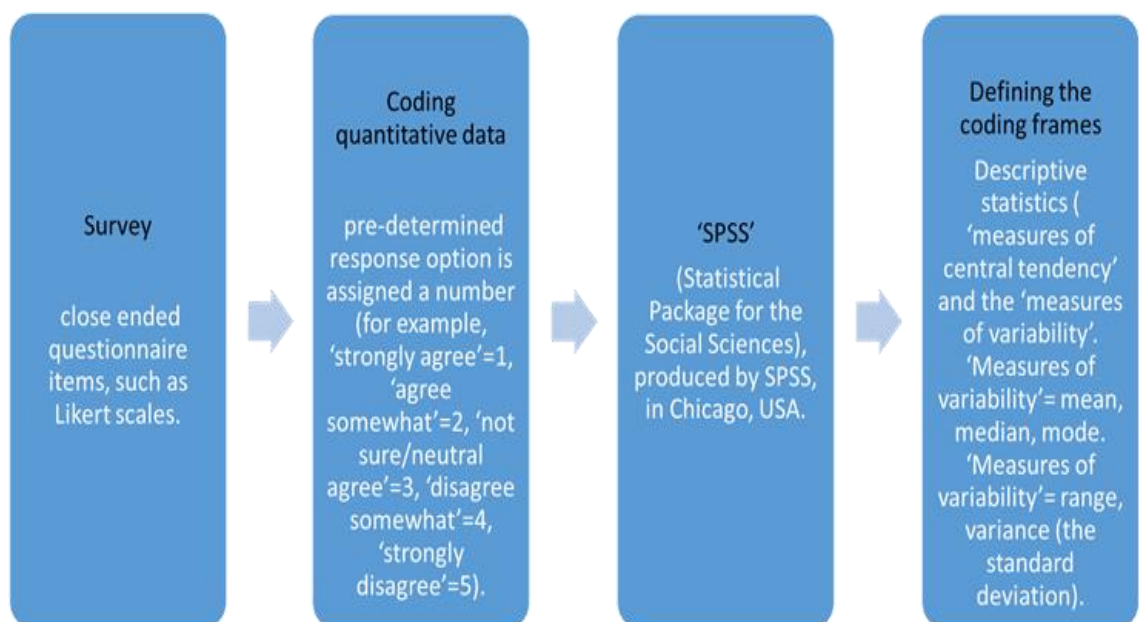 Survey
close ended
questionnaire
items, such as
Likert scales.
Coding
quantitative data
pre-determined
response option is
assigned a number
(for example,
‘strongly agree’=1,
‘agree
somewhat’=2, ‘not
sure/neutral
agree’=3, ‘disagree
somewhat’=4,
‘strongly
disagree’=5).
‘SPSS’
(Statistical
Package for the
Social Sciences),
produced by SPSS,
in Chicago, USA.
Defining the
coding frames
Descriptive
statistics (
‘measures of
central tendency’
and the ‘measures
of variability’.
‘Measures of
variability’= mean,
median, mode.
‘Measures of
variability’= range,
variance (the
standard
deviation).